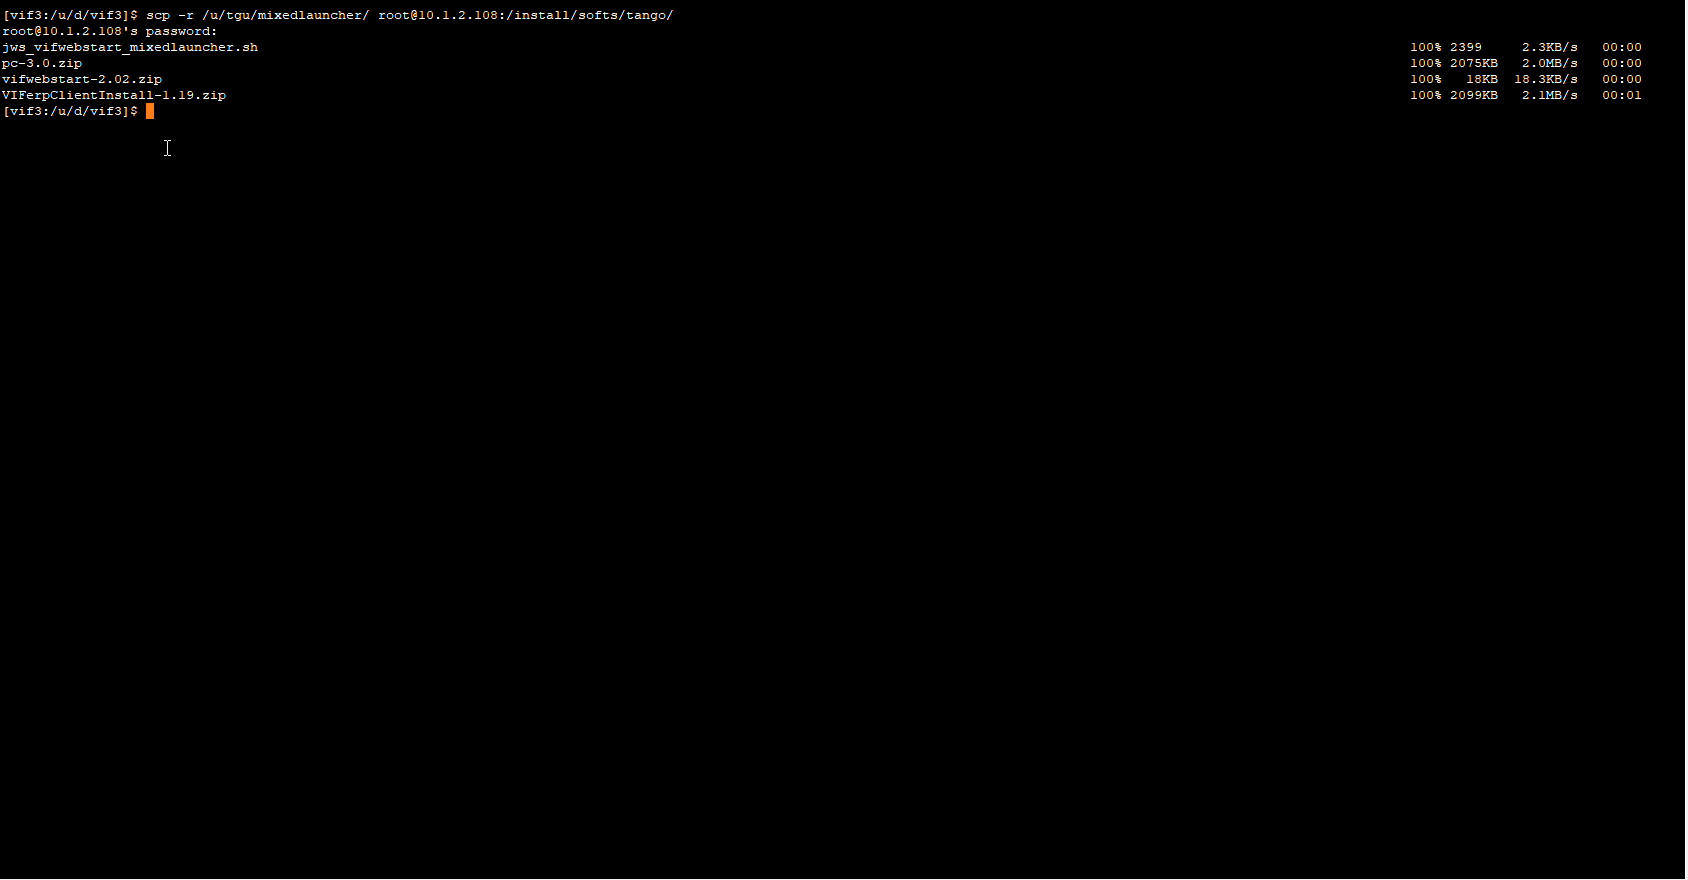 [vif3:/u/d/vif3]$ scp -r /u/tgu/mixedlauncher/ root@10.1.2.108:/install/softs/tango/
root@10.1.2.108's password:
jws_vifwebstart_mixedlauncher.sh 100% 2399 2.3KB/s 00:00
pc-3.0.zip 100% 2075KB 2.0MB/s 00:00
vifwebstart-2.02.zip 100% 18KB 18.3KB/s 00:00
VIFerpClientInstall-1.19.zip 100% 2099KB 2.1MB/s 00:01
[vif3:/u/d/vif3]$